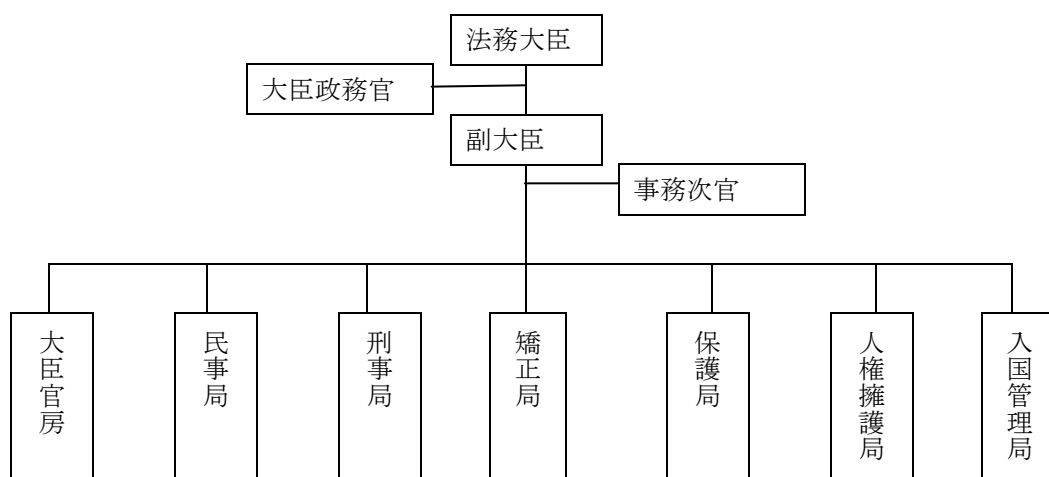 法務大臣
大臣政務官
副大臣
事務次官
大臣官房
民事局
刑事局
矯正局
保護局
人権擁護局
入国管理局